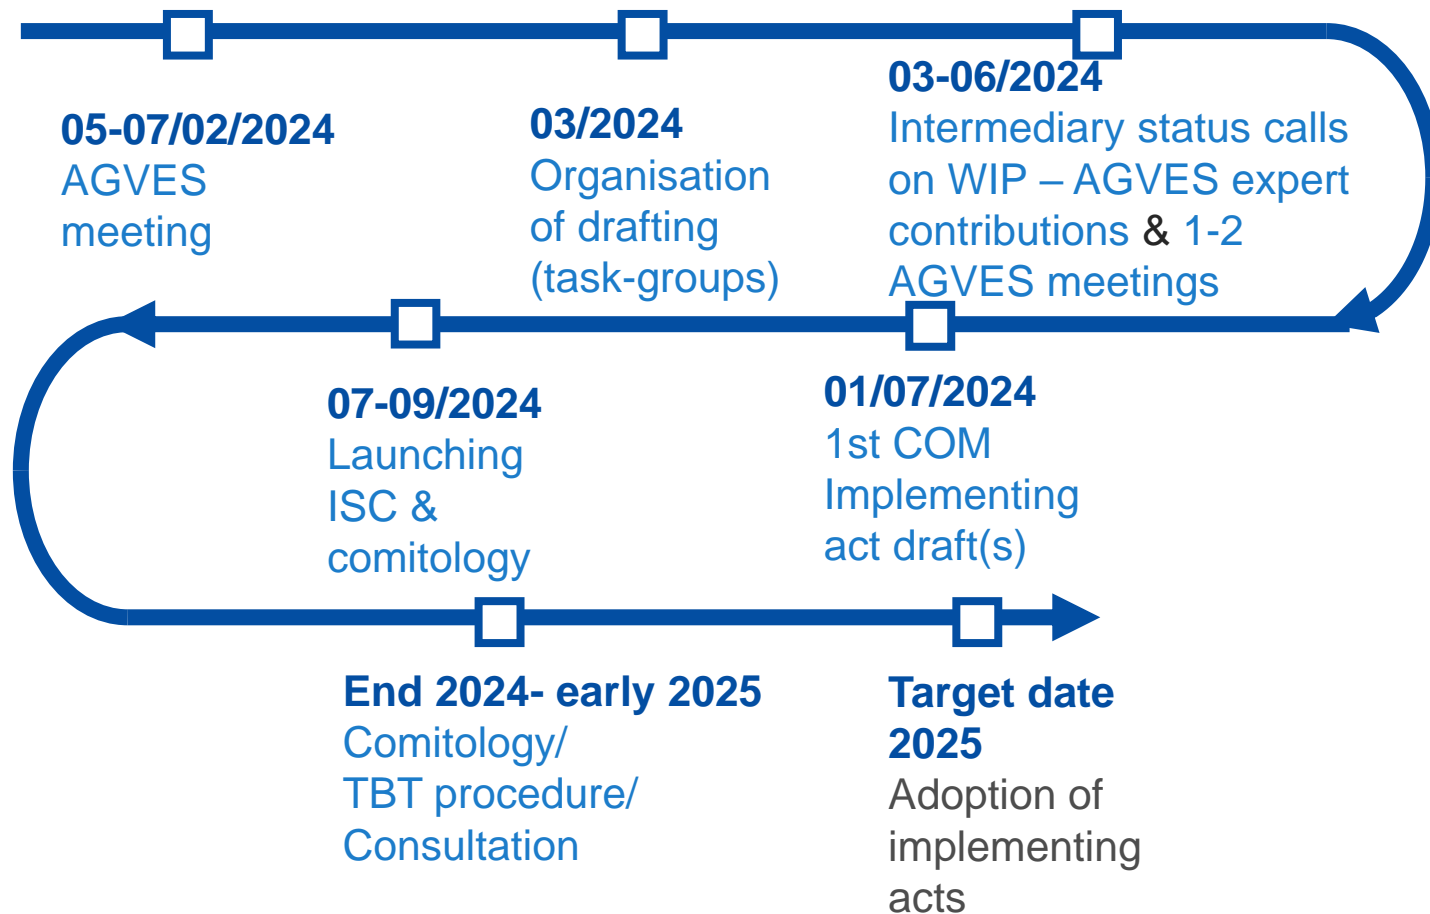 05-07/02/2024
AGVES
meeting
03/2024
Organisation
of drafting
(task-groups)
03-06/2024
Intermediary status calls
on WIP – AGVES expert
contributions & 1-2
AGVES meetings
01/07/2024
1st COM
Implementing
act draft(s)
07-09/2024
Launching
ISC &
comitology
End 2024- early 2025
Comitology/
TBT procedure/
Consultation
Target date
2025
Adoption of
implementing
acts